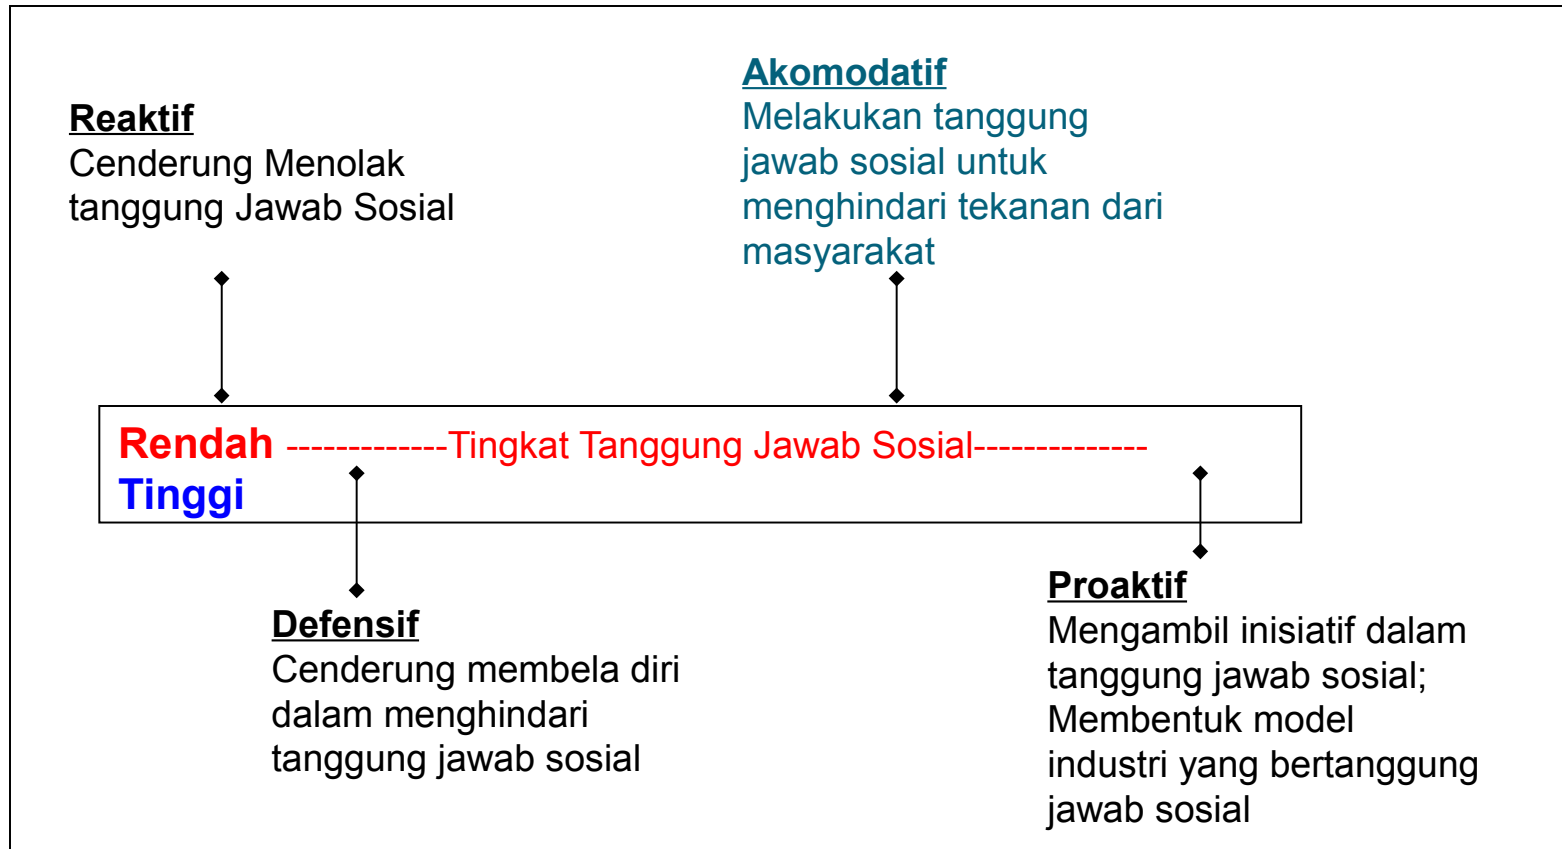 Reaktif
Cenderung Menolak
tanggung Jawab Sosial
Akomodatif
Melakukan tanggung
jawab sosial untuk
menghindari tekanan dari
masyarakat
Rendah -------------Tingkat Tanggung Jawab Sosial--------------
Tinggi
Defensif
Cenderung membela diri
dalam menghindari
tanggung jawab sosial
Proaktif
Mengambil inisiatif dalam
tanggung jawab sosial;
Membentuk model
industri yang bertanggung
jawab sosial